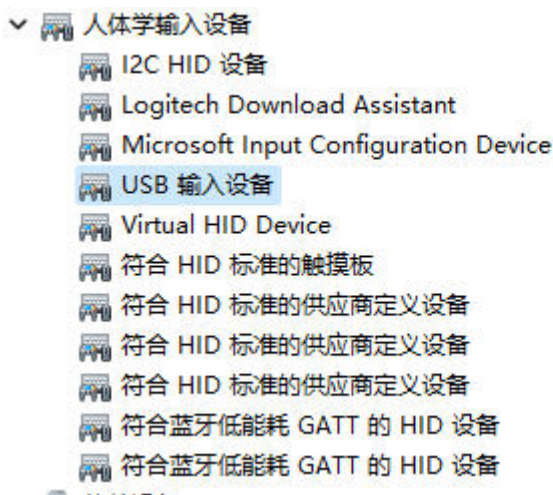 人体学输入设备
I2C HID 设备
Logitech Download Assistant
Microsoft Input Configuration Device
USB 输入设备
Virtual HID Device
符合 HID 标准的触摸板
符合 HID 标准的供应商定义设备
符合 HID 标准的供应商定义设备
符合 HID 标准的供应商定义设备
符合蓝牙低能耗 GATT 的 HID 设备
符合蓝牙低能耗 GATT 的 HID 设备